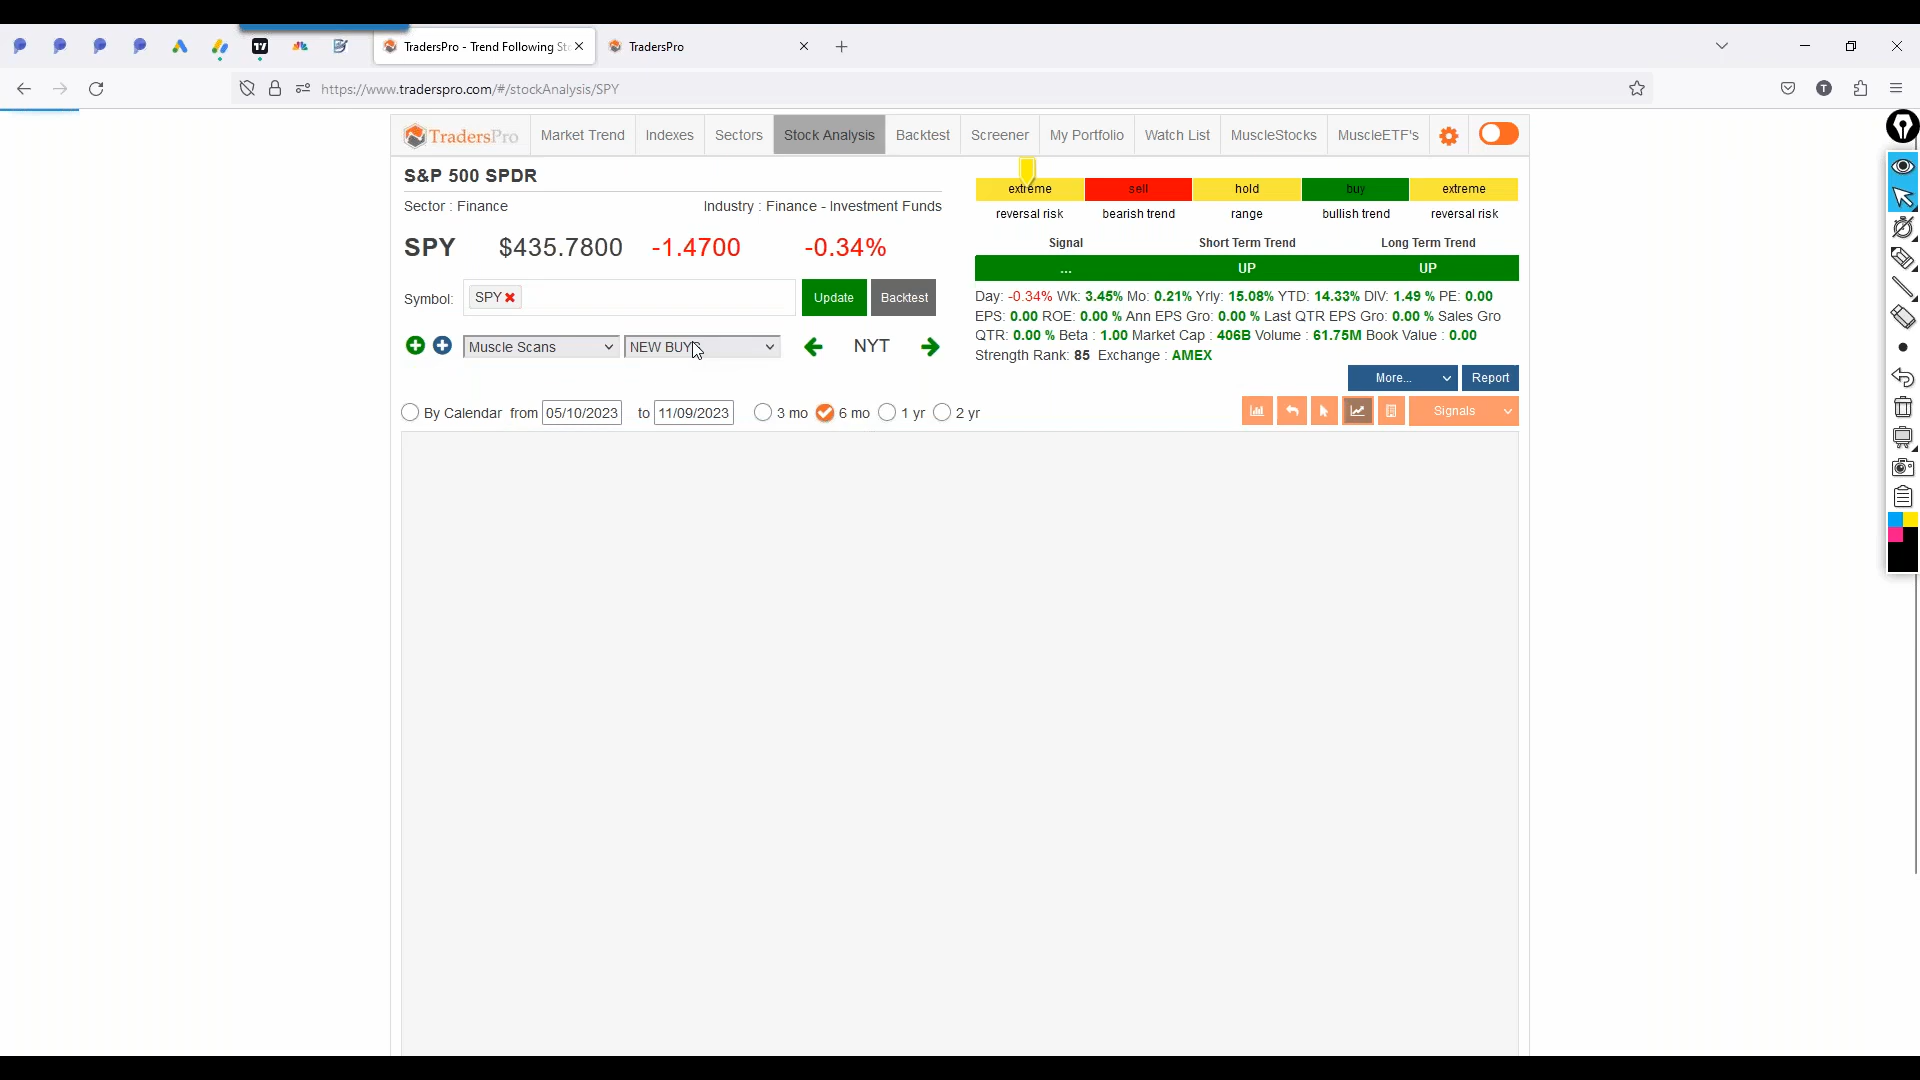 TradersPro - Trend Following Sto
TradersPro
https://www.traderspro.com/#/stockAnalysis/SPY
T
TradersPro
Market Trend
Indexes
Sectors
Stock Analysis
Backtest
Screener
My Portfolio
Watch List
MuscleStocks
MuscleETF's
S&P 500 SPDR
Sector : Finance
Industry : Finance - Investment Funds
SPY $435.7800 -1.4700 -0.34%
Symbol: SPY
Update
Backtest
Muscle Scans
NEW BUY
NYT
extreme sell hold buy extreme
reversal risk bearish trend range bullish trend reversal risk
Signal Short Term Trend Long Term Trend
... UP UP
Day: -0.34% Wk: 3.45% Mo: 0.21% Yrly: 15.08% YTD: 14.33% DIV: 1.49 % PE: 0.00
EPS: 0.00 ROE: 0.00 % Ann EPS Gro: 0.00 % Last QTR EPS Gro: 0.00 % Sales Gro
QTR: 0.00 % Beta : 1.00 Market Cap : 406B Volume : 61.75M Book Value : 0.00
Strength Rank: 85 Exchange : AMEX
More...
Report
By Calendar from 05/10/2023 to 11/09/2023 3 mo 6 mo 1 yr 2 yr
Signals